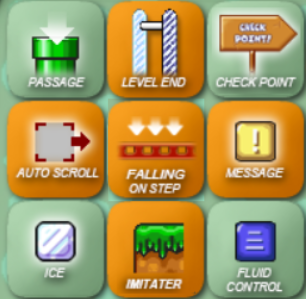 PASSAGE
LEVEL END
CHECK
POINT!
CHECK POINT
AUTO SCROLL
FALLING
ON STEP
!
MESSAGE
ICE
IMITATER
FLUID
CONTROL